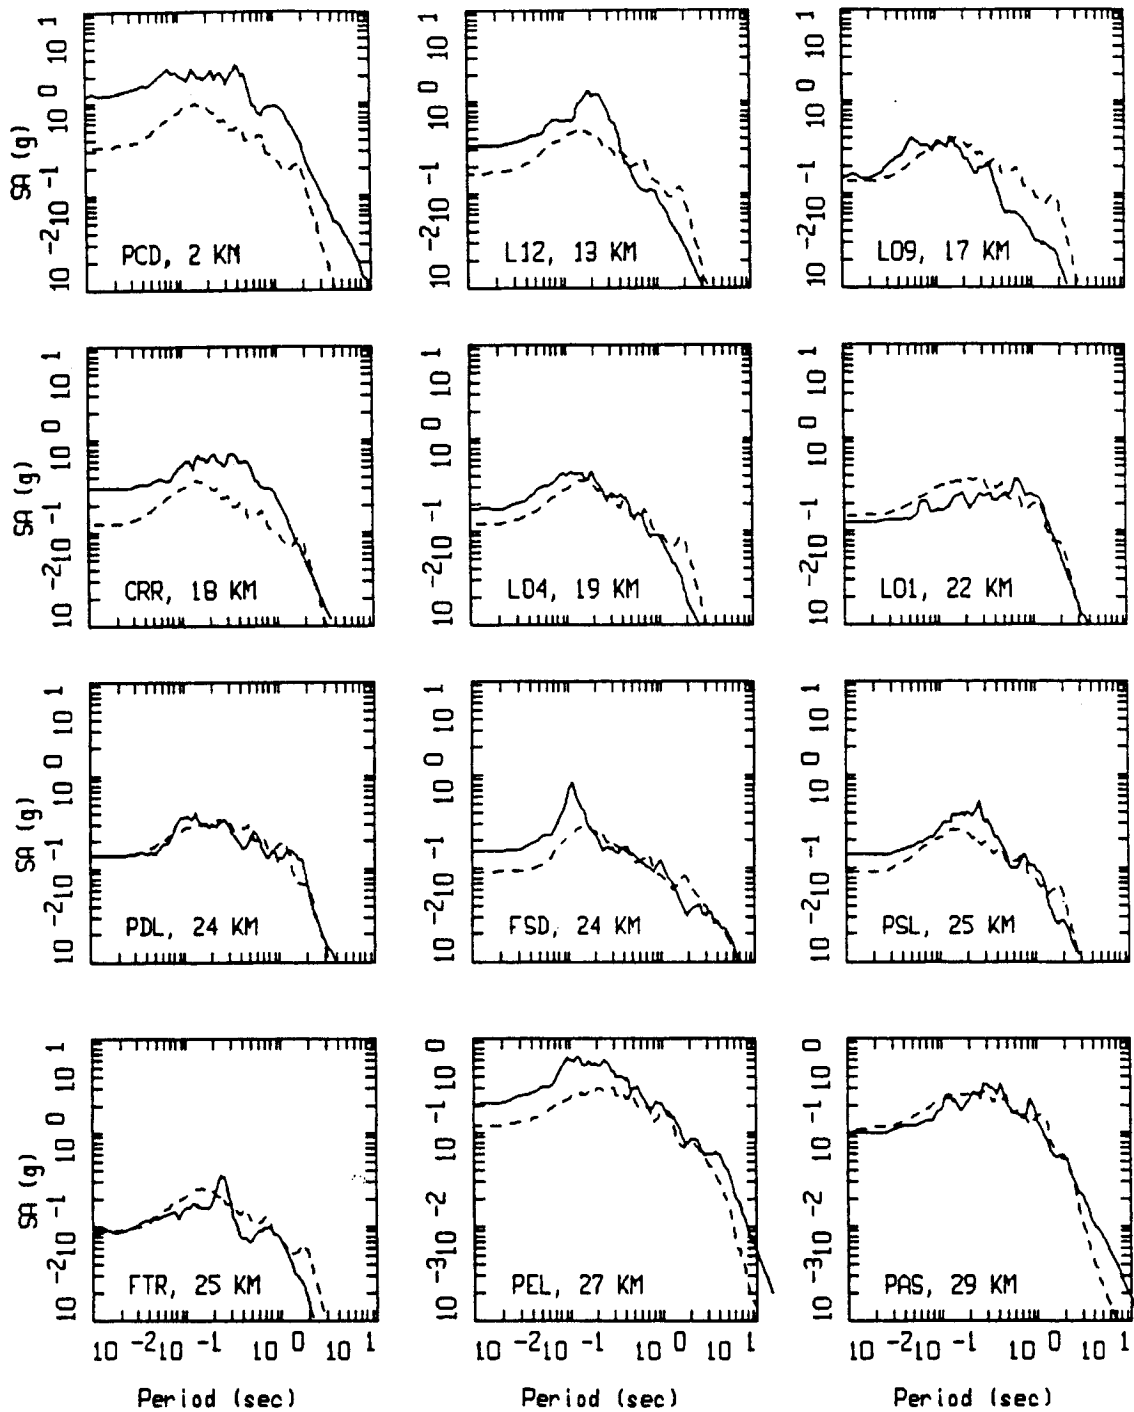 SA (g)
10 -2 10 -1 10 0 10 1
PCD, 2 KM
10 -2 10 -1 10 0 10 1
L12, 13 KM
10 -2 10 -1 10 0 10 1
L09, 17 KM
SA (g)
10 -2 10 -1 10 0 10 1
CRR, 18 KM
10 -2 10 -1 10 0 10 1
L04, 19 KM
10 -2 10 -1 10 0 10 1
L01, 22 KM
SA (g)
10 -2 10 -1 10 0 10 1
PDL, 24 KM
10 -2 10 -1 10 0 10 1
FSD, 24 KM
10 -2 10 -1 10 0 10 1
PSL, 25 KM
SA (g)
10 -2 10 -1 10 0 10 1
FTR, 25 KM
10 -3 10 -2 10 -1 10 0
PEL, 27 KM
10 -3 10 -2 10 -1 10 0
PAS, 29 KM
10 -2 10 -1 10 0 10 1
10 -2 10 -1 10 0 10 1
10 -2 10 -1 10 0 10 1
Period (sec)
Period (sec)
Period (sec)